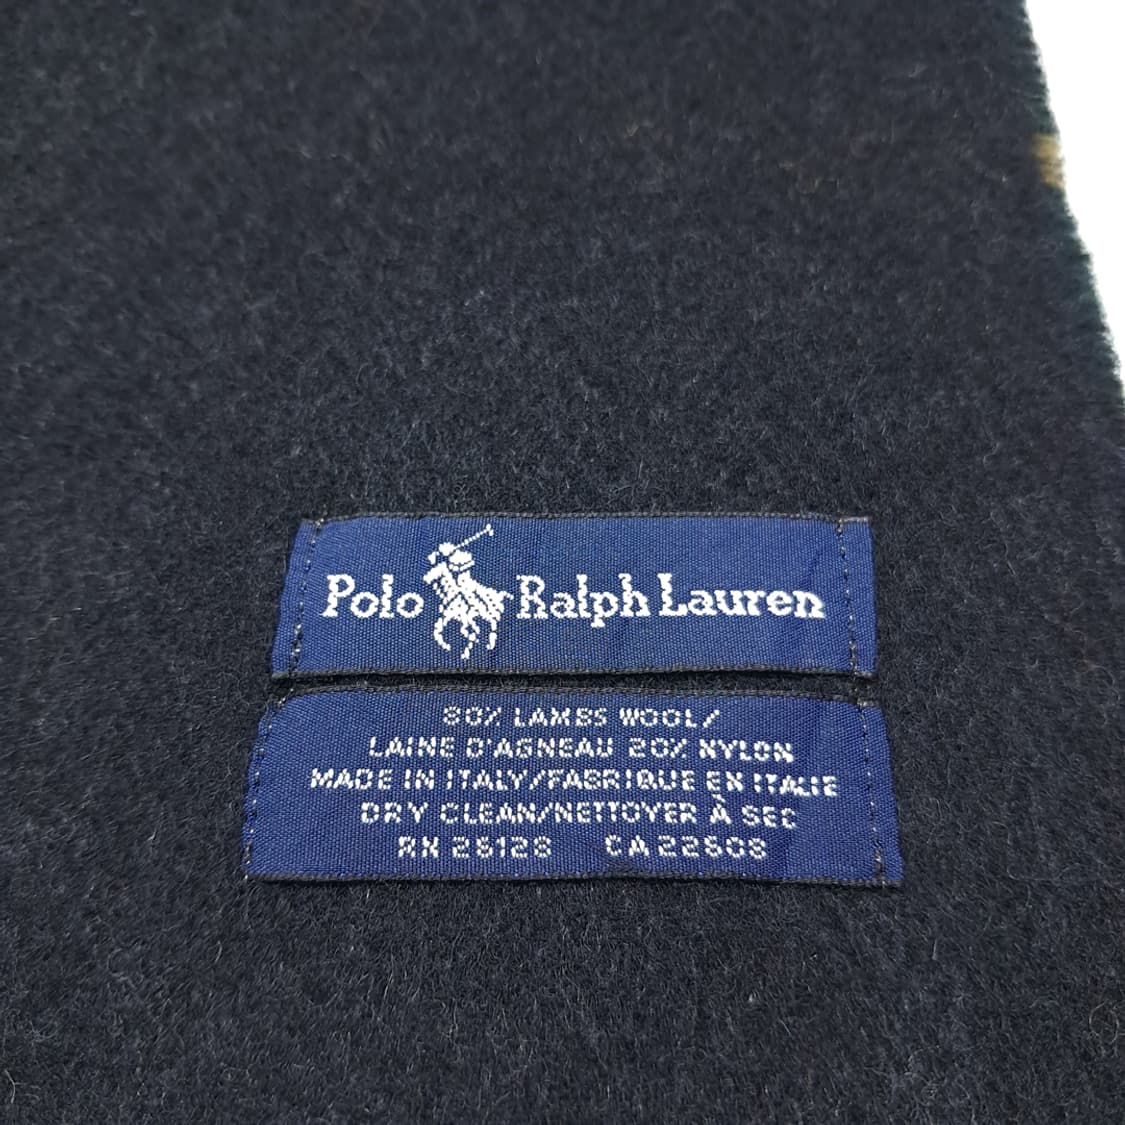 Polo Ralph Lauren
80% LAMBS WOOL/
LAINE D'AGNEAU 20% NYLON
MADE IN ITALY/FABRIQUE EN ITALIE
DRY CLEAN/NETTOYER À SEC
RN 28128 CA 22608